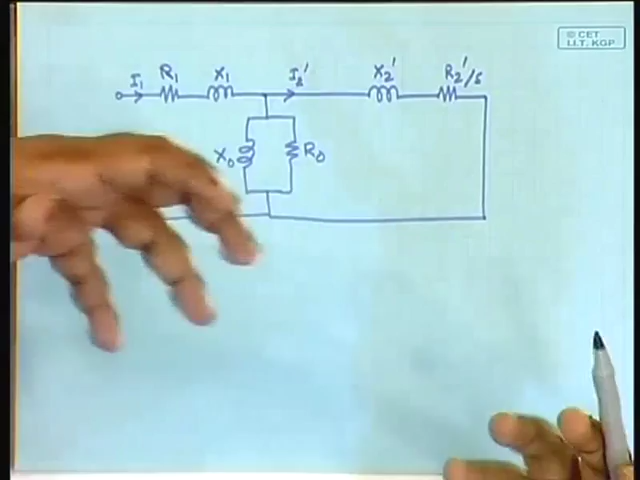 © CET
I.I.T. KGP
I₁ R₁ X₁ I₂' X₂' R₂'/s
X₀ R₀